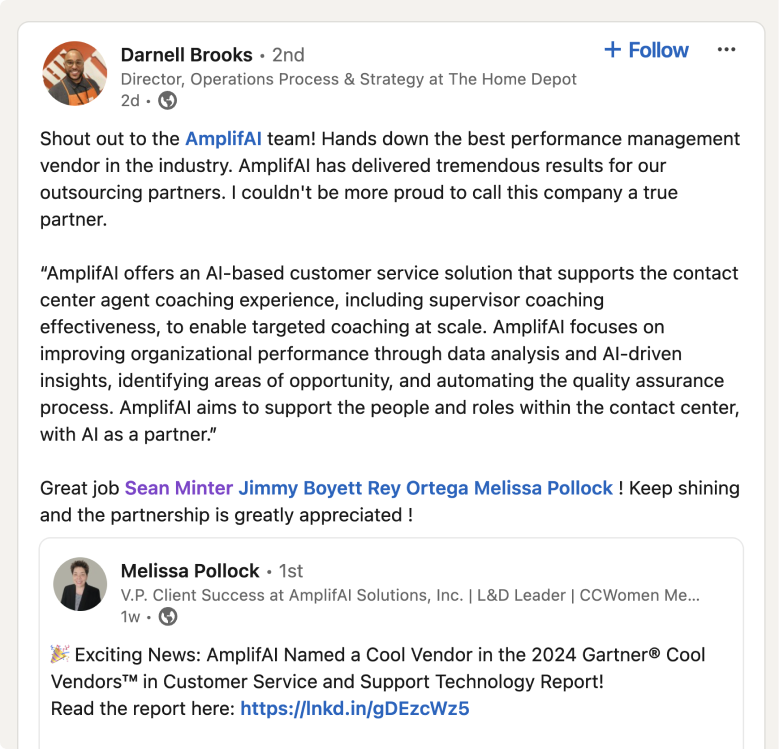 Darnell Brooks • 2nd
+ Follow
Director, Operations Process & Strategy at The Home Depot
2d •
Shout out to the AmplifAI team! Hands down the best performance management
vendor in the industry. AmplifAI has delivered tremendous results for our
outsourcing partners. I couldn't be more proud to call this company a true
partner.
“AmplifAI offers an AI-based customer service solution that supports the contact
center agent coaching experience, including supervisor coaching
effectiveness, to enable targeted coaching at scale. AmplifAI focuses on
improving organizational performance through data analysis and AI-driven
insights, identifying areas of opportunity, and automating the quality assurance
process. AmplifAI aims to support the people and roles within the contact center,
with AI as a partner.”
Great job Sean Minter Jimmy Boyett Rey Ortega Melissa Pollock ! Keep shining
and the partnership is greatly appreciated !
Melissa Pollock • 1st
V.P. Client Success at AmplifAI Solutions, Inc. | L&D Leader | CCWomen Me...
1w •
🎉 Exciting News: AmplifAI Named a Cool Vendor in the 2024 Gartner® Cool
Vendors™ in Customer Service and Support Technology Report!
Read the report here: https://lnkd.in/gDEzcWz5